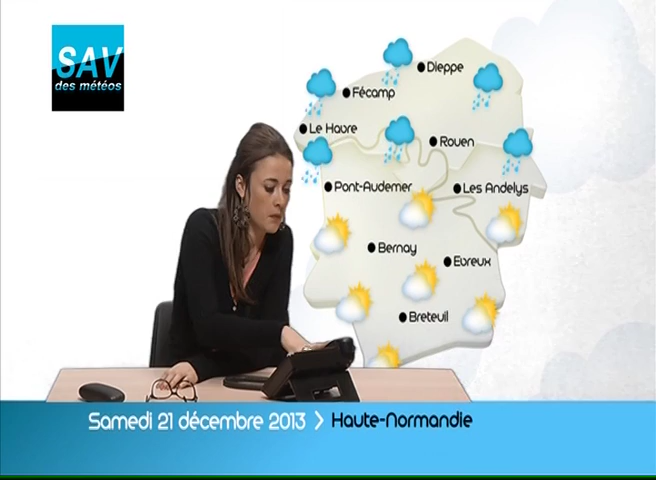 SAV
des météos
Dieppe
Fécamp
Le Havre
Rouen
Pont-Audemer
Les Andelys
Bernay
Evreux
Breteuil
Samedi 21 décembre 2013 > Haute-Normandie